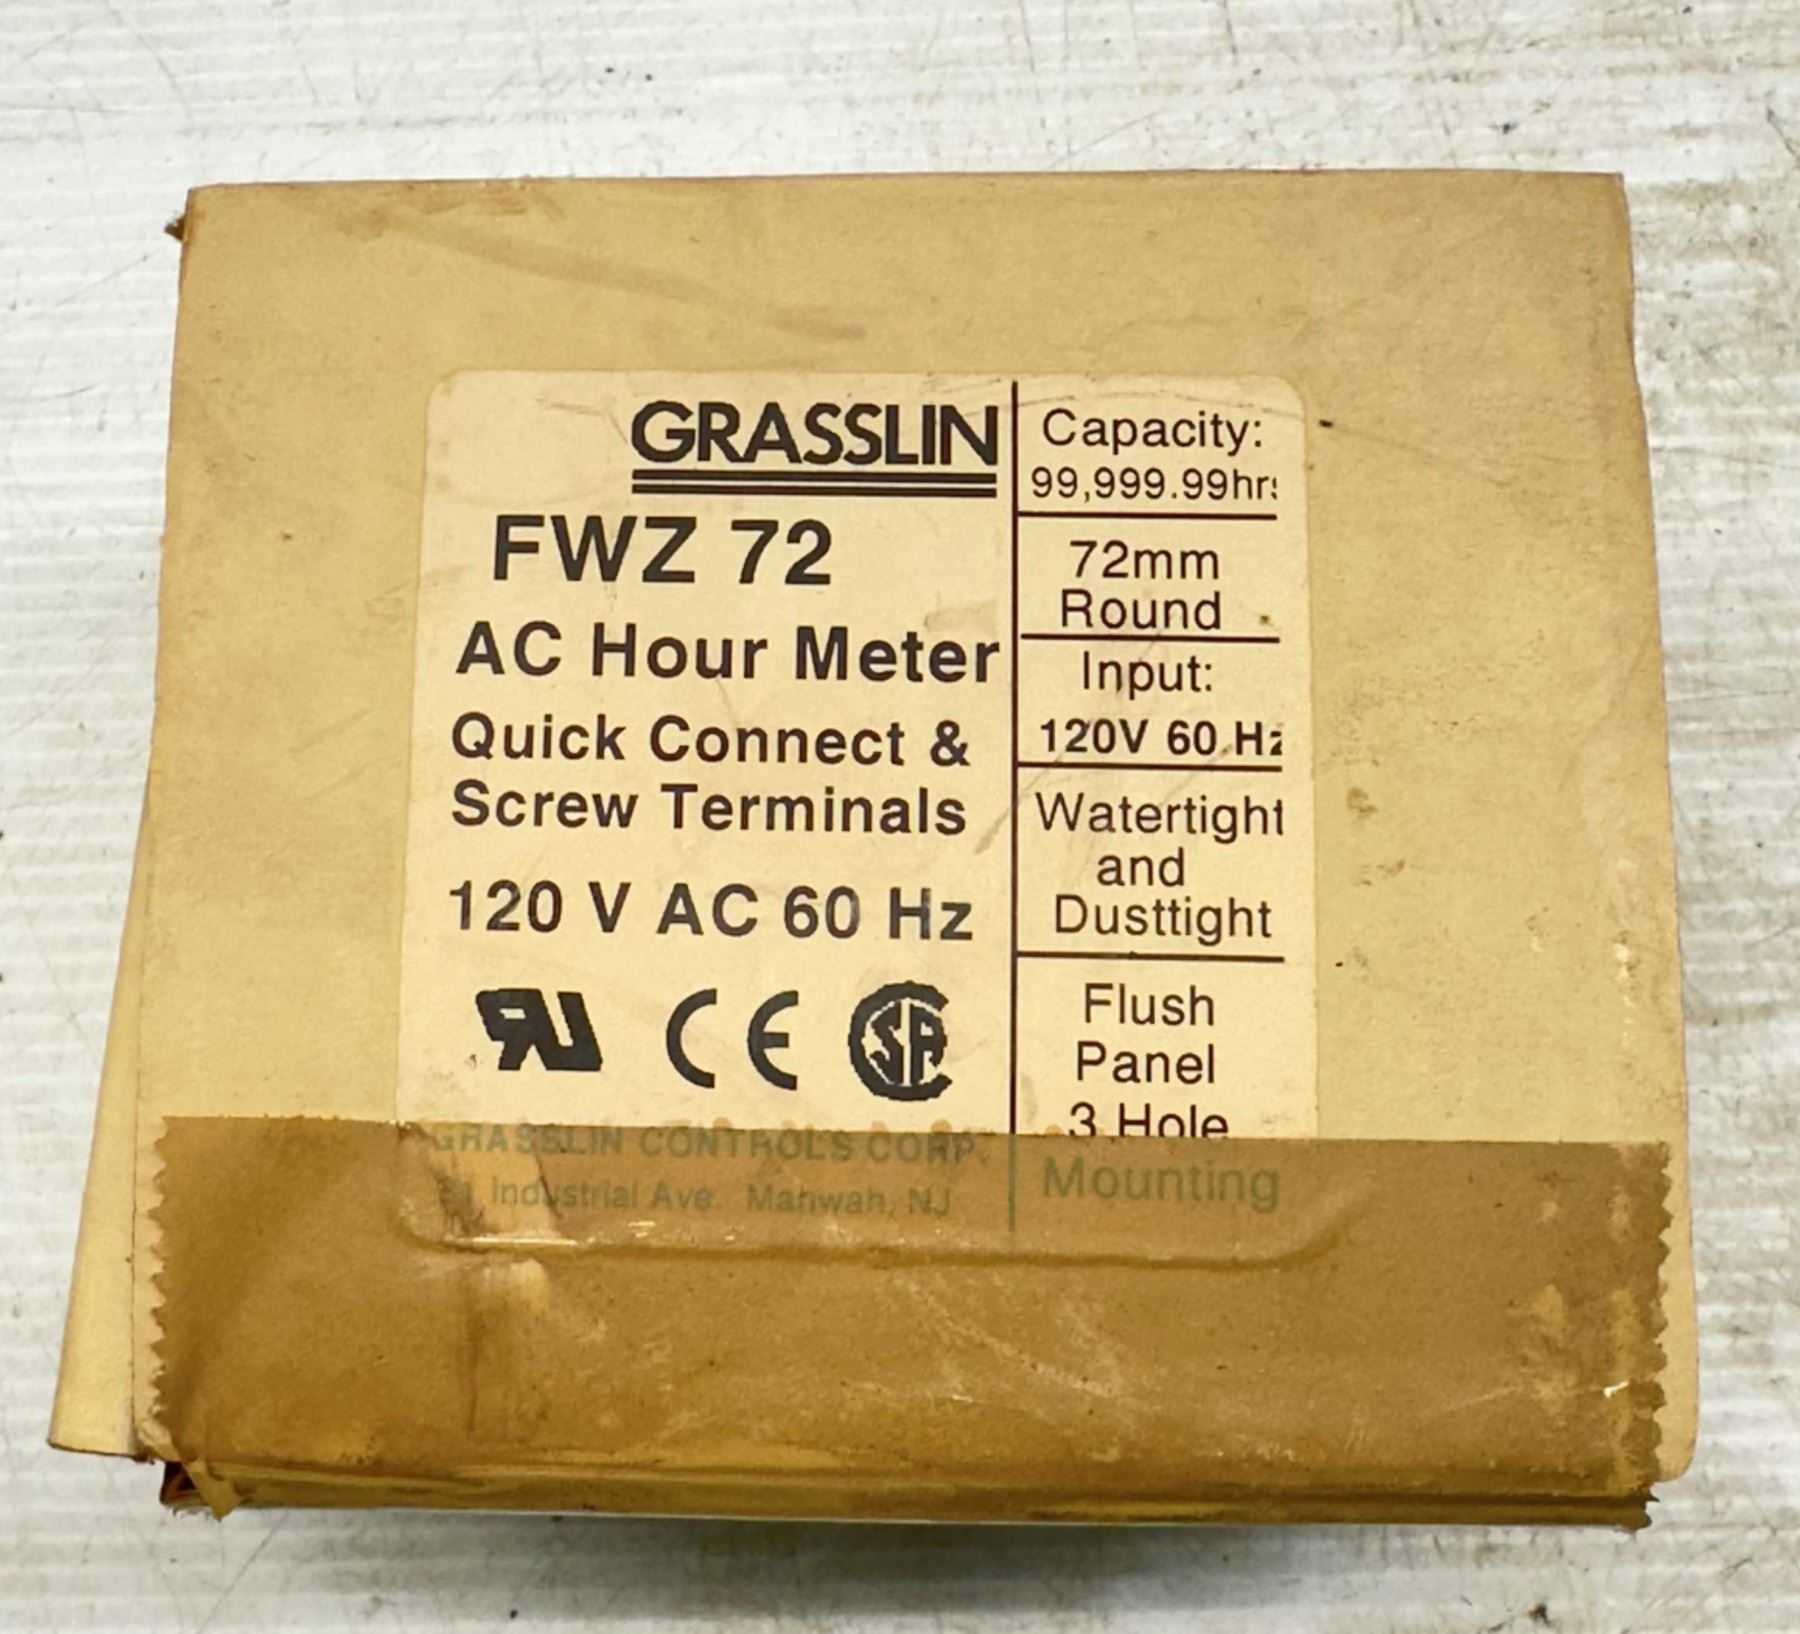 GRASSLIN
FWZ 72
AC Hour Meter
Quick Connect &
Screw Terminals
120 V AC 60 Hz
CE
GRASSLIN CONTROLS CORP.
Industrial Ave. Mahwah, NJ
Capacity:
99,999.99hrs
72mm
Round
Input:
120V 60 Hz
Watertight
and
Dusttight
Flush
Panel
3 Hole
Mounting